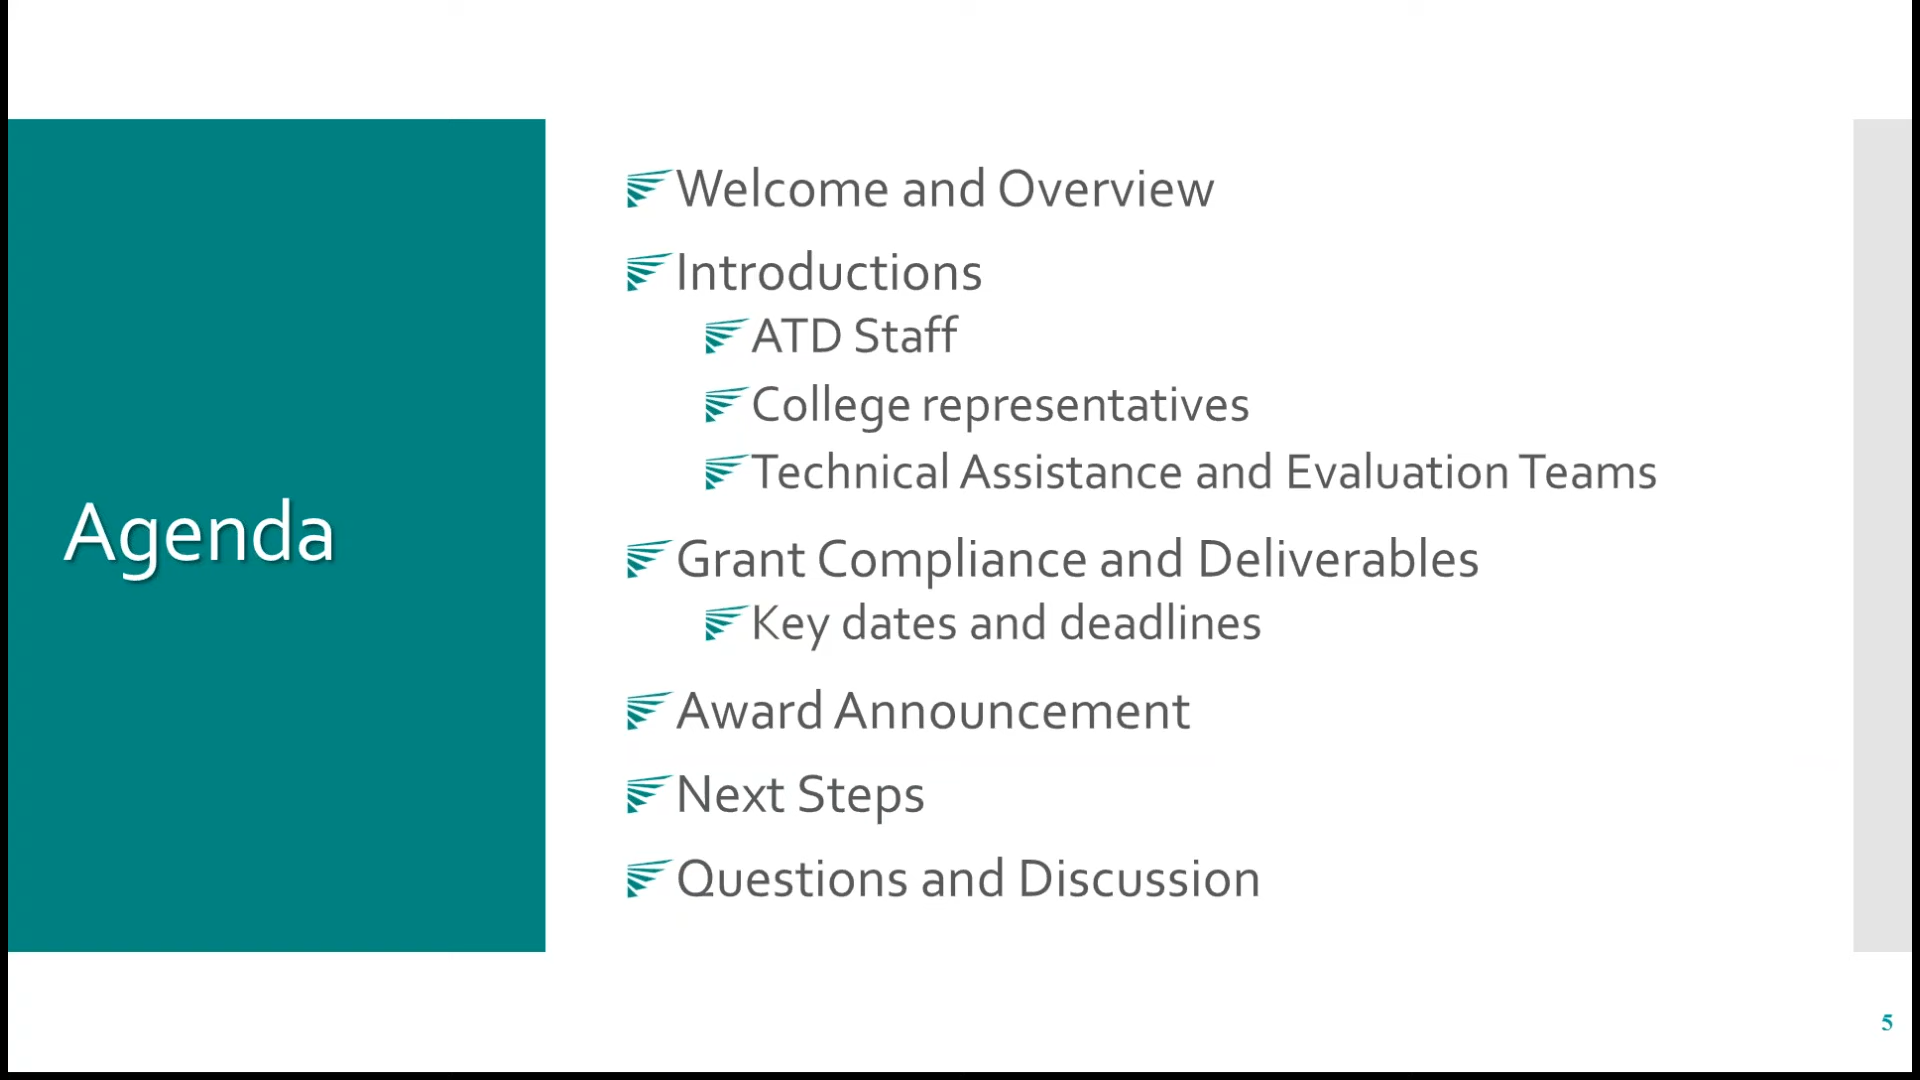 Agenda
Welcome and Overview
Introductions
ATD Staff
College representatives
Technical Assistance and Evaluation Teams
Grant Compliance and Deliverables
Key dates and deadlines
Award Announcement
Next Steps
Questions and Discussion
5